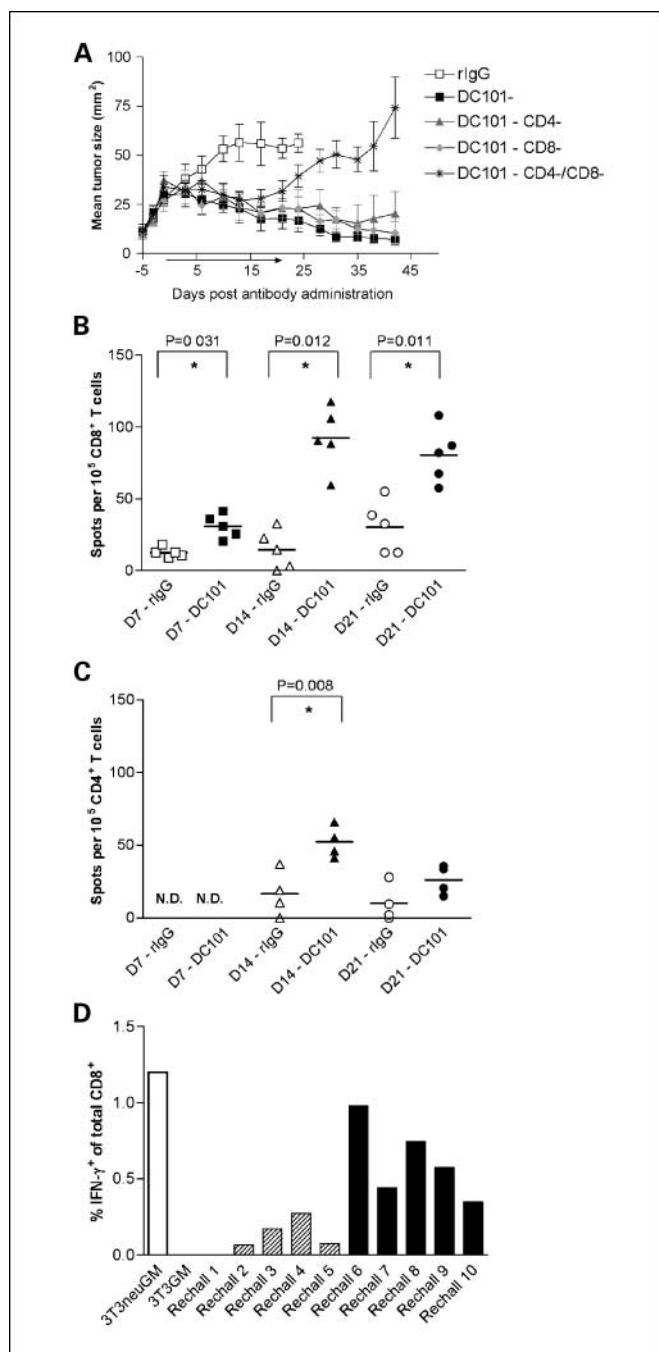 A
100
75
50
25
0
Mean tumor size (mm²)
-5 5 15 24 35 45
Days post antibody administration
rIgG
DC101-
DC101 - CD4-
DC101 - CD8-
DC101 - CD4-/CD8-
B
P=0 031
P=0.012
P=0.011
* * *
150
100
50
0
Spots per 10⁵ CD8⁺ T cells
D7 - rIgG
D7 - DC101
D14 - rIgG
D14 - DC101
D21 - rIgG
D21 - DC101
C
P=0.008
*
150
100
50
0
Spots per 10⁵ CD4⁺ T cells
N.D. N.D.
D7 - rIgG
D7 - DC101
D14 - rIgG
D14 - DC101
D21 - rIgG
D21 - DC101
D
1.5
1.0
0.5
0.0
% IFN-γ⁺ of total CD8⁺
3T3neuGM
3T3GM
Rechall 1
Rechall 2
Rechall 3
Rechall 4
Rechall 5
Rechall 6
Rechall 7
Rechall 8
Rechall 9
Rechall 10